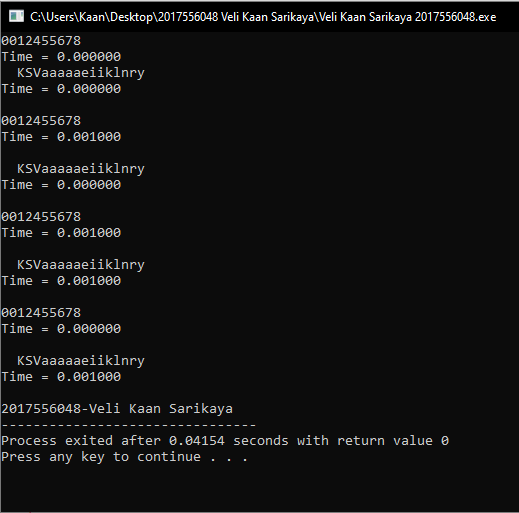 C:\Users\Kaan\Desktop\2017556048 Veli Kaan Sarikaya\Veli Kaan Sarikaya 2017556048.exe
0012455678
Time = 0.000000
  KSVaaaaaeiiklnry
Time = 0.000000

0012455678
Time = 0.001000

  KSVaaaaaeiiklnry
Time = 0.000000

0012455678
Time = 0.001000

  KSVaaaaaeiiklnry
Time = 0.001000

0012455678
Time = 0.000000

  KSVaaaaaeiiklnry
Time = 0.001000

2017556048-Veli Kaan Sarikaya
--------------------------------
Process exited after 0.04154 seconds with return value 0
Press any key to continue . . .